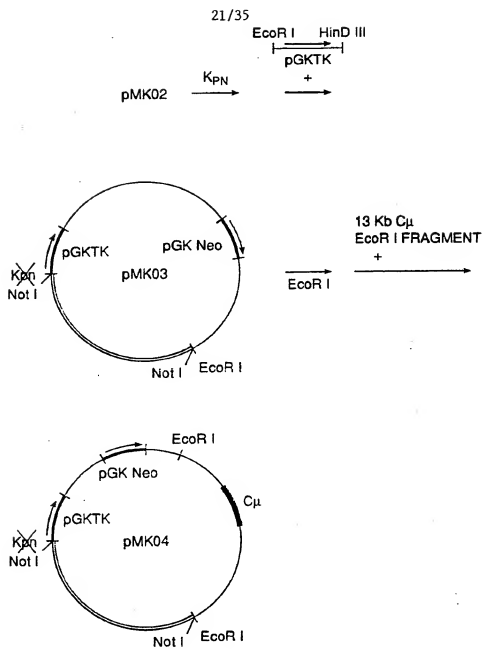 21/35
EcoR I HinD III
pGKTK
+
pMK02
KPN
pGKTK
pGK Neo
pMK03
Kpn
Not I
Not I
EcoR I
EcoR I
13 Kb Cμ
EcoR I FRAGMENT
+
EcoR I
pGK Neo
Cμ
pGKTK
pMK04
Kpn
Not I
Not I
EcoR I